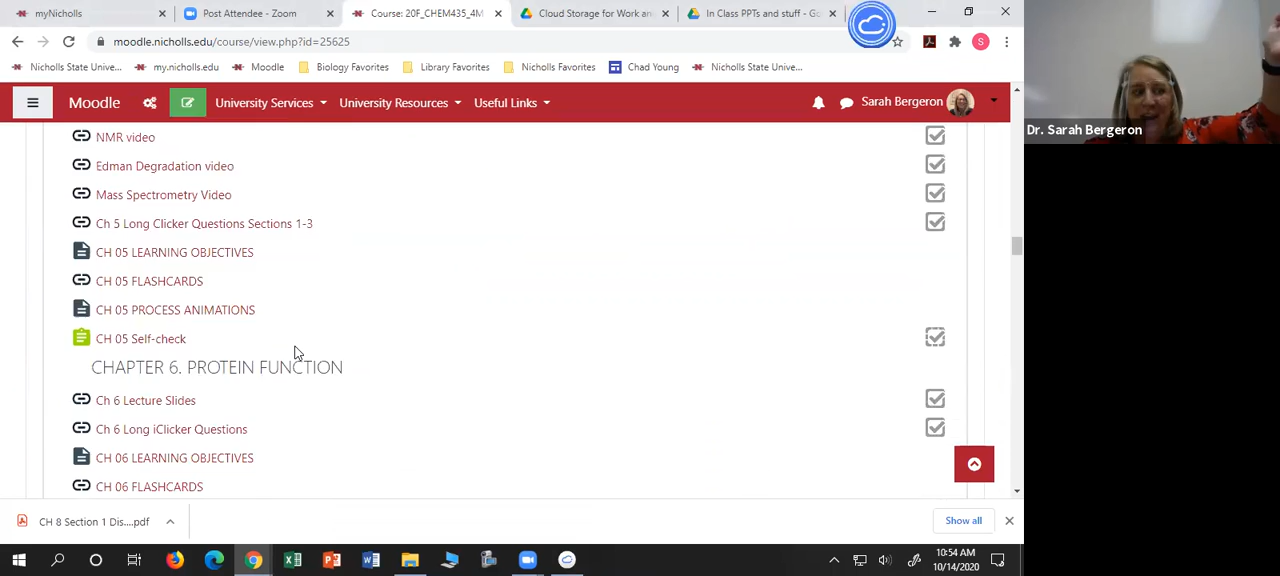 myNicholls
Post Attendee - Zoom
Course: 20F_CHEM435_4M
Cloud Storage for Work an
In Class PPTs and stuff - Go
moodle.nicholls.edu/course/view.php?id=25625
S
Nicholls State Unive...
my.nicholls.edu
Moodle
Biology Favorites
Library Favorites
Nicholls Favorites
Chad Young
Nicholls State Unive...
Moodle
University Services
University Resources
Useful Links
Sarah Bergeron
Dr. Sarah Bergeron
NMR video
Edman Degradation video
Mass Spectrometry Video
Ch 5 Long Clicker Questions Sections 1-3
CH 05 LEARNING OBJECTIVES
CH 05 FLASHCARDS
CH 05 PROCESS ANIMATIONS
CH 05 Self-check
CHAPTER 6. PROTEIN FUNCTION
Ch 6 Lecture Slides
Ch 6 Long iClicker Questions
CH 06 LEARNING OBJECTIVES
CH 06 FLASHCARDS
CH 8 Section 1 Dis....pdf
Show all
10:54 AM
10/14/2020